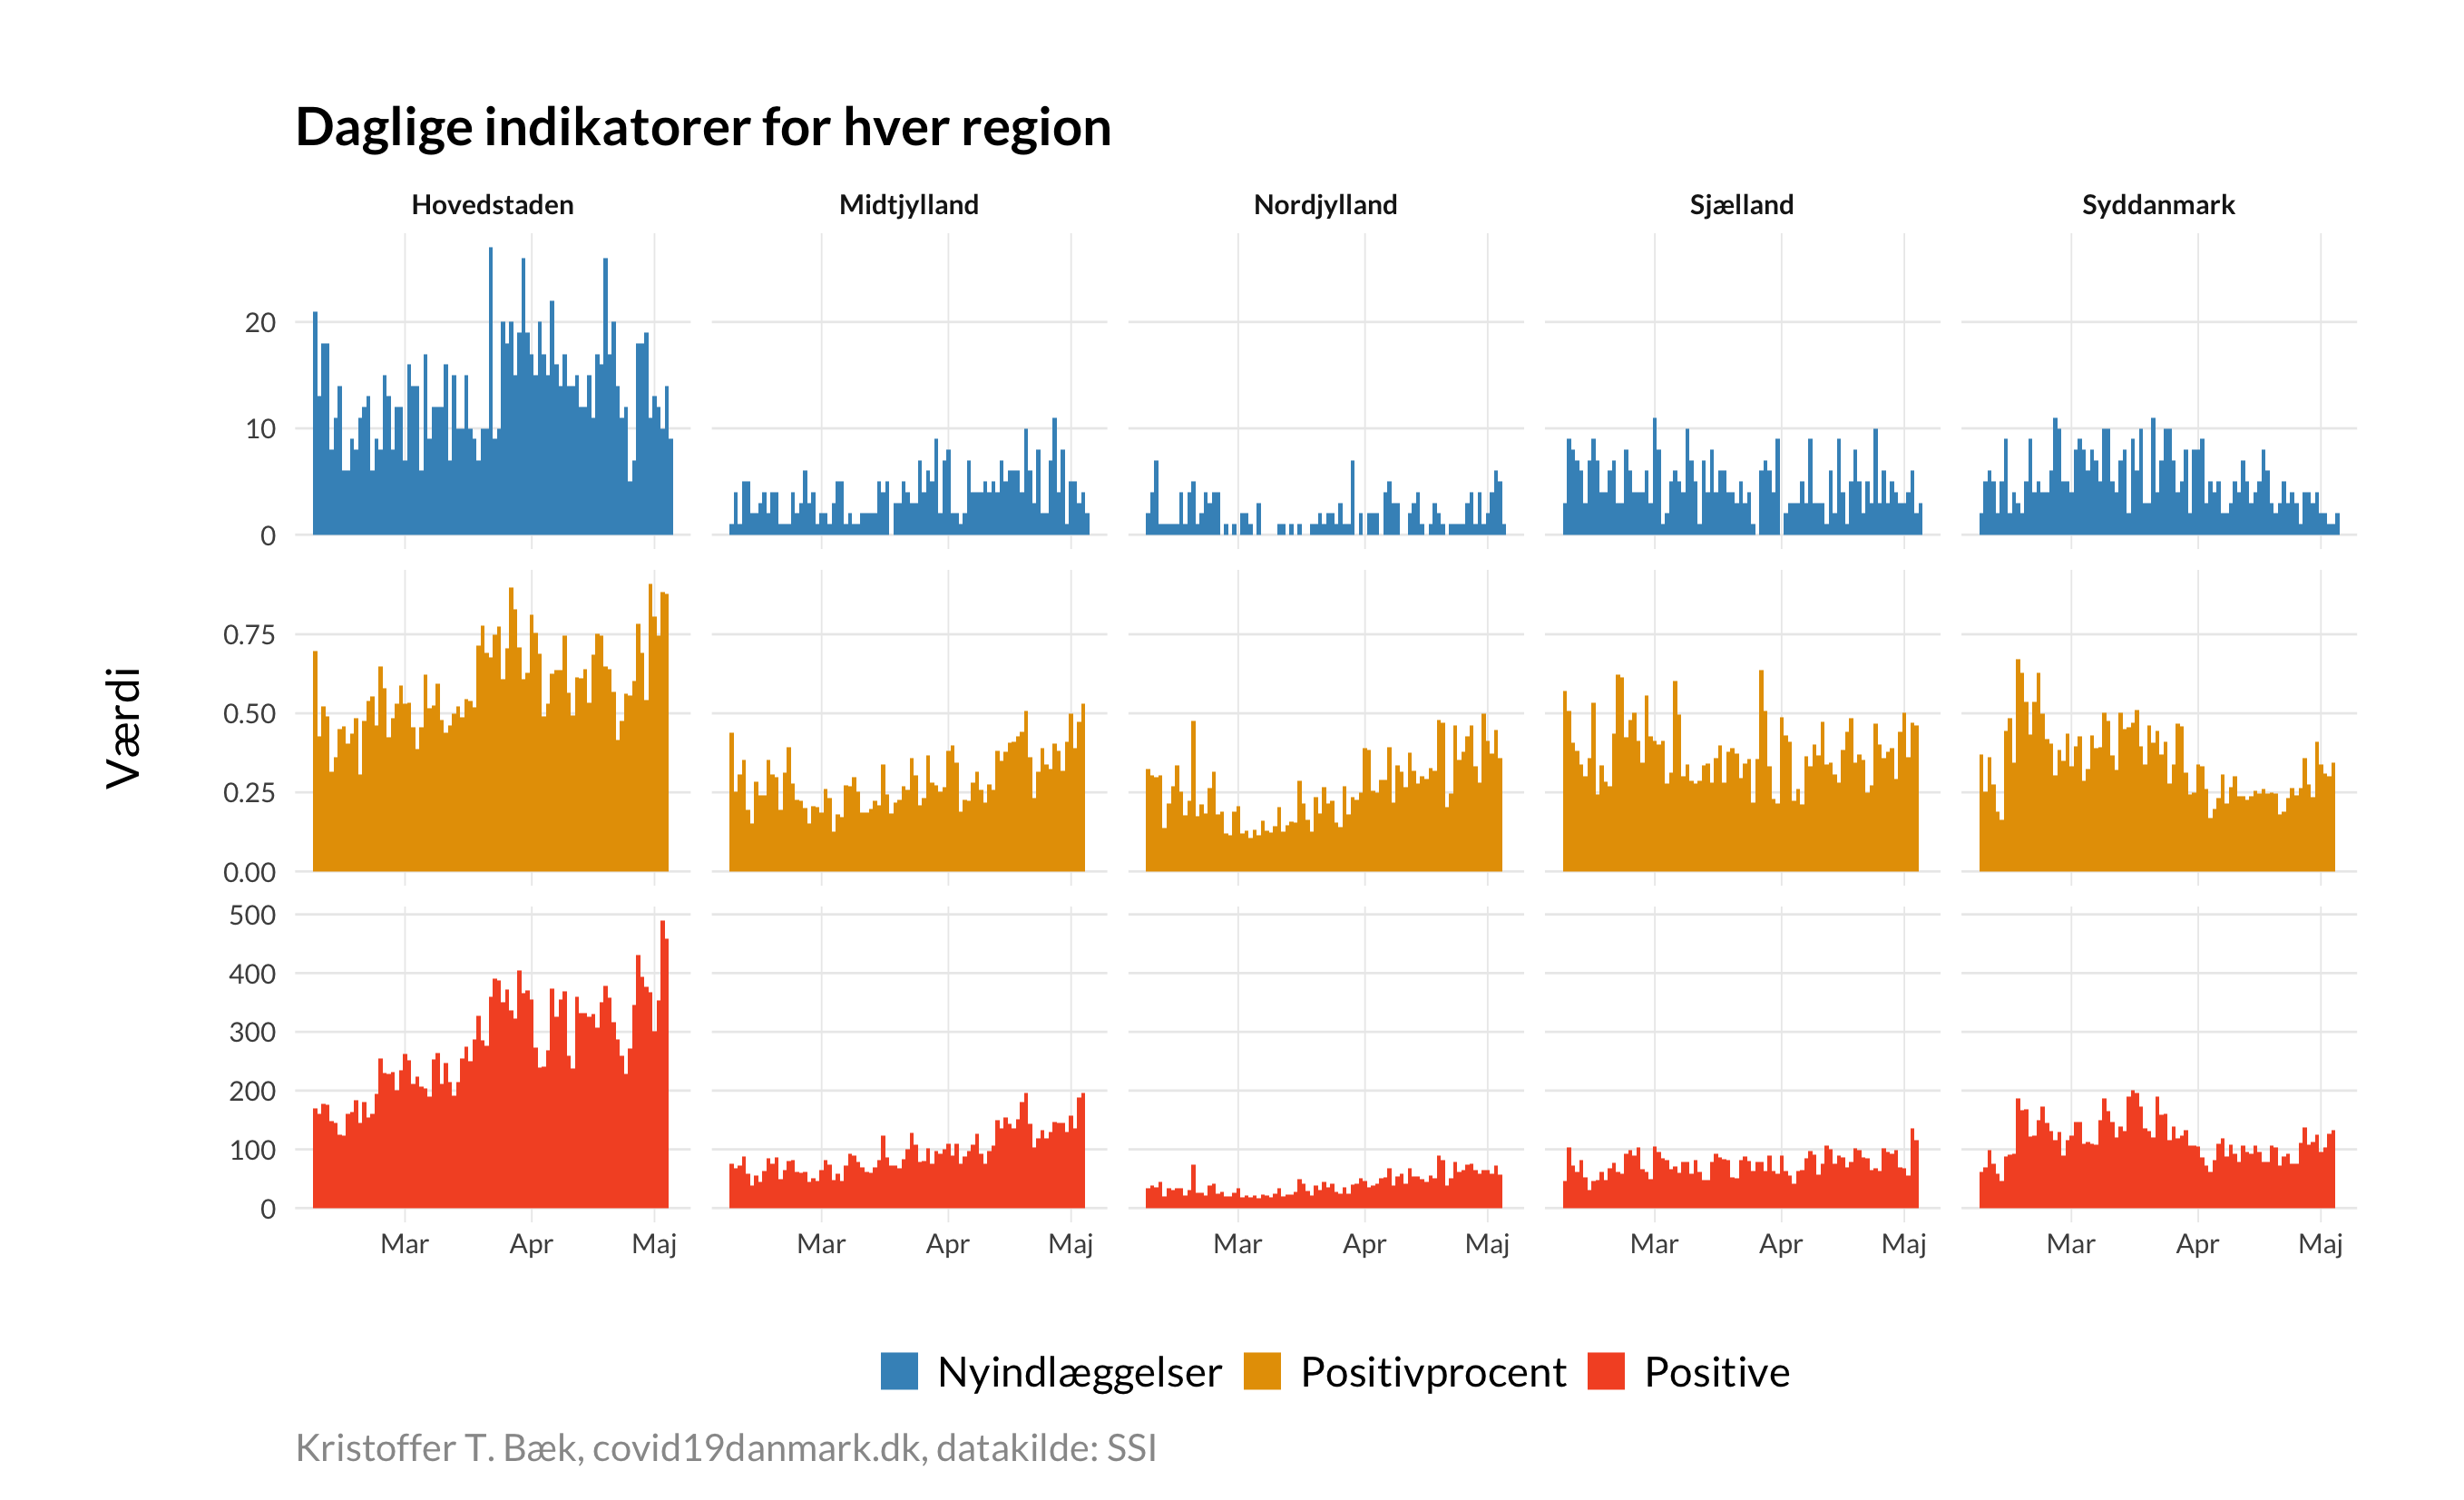 Daglige indikatorer for hver region
Hovedstaden Midtjylland Nordjylland Sjælland Syddanmark
Værdi
20
10
0
0.75
0.50
0.25
0.00
500
400
300
200
100
0
Mar Apr Maj Mar Apr Maj Mar Apr Maj Mar Apr Maj Mar Apr Maj
Nyindlæggelser Positivprocent Positive
Kristoffer T. Bæk, covid19danmark.dk, datakilde: SSI